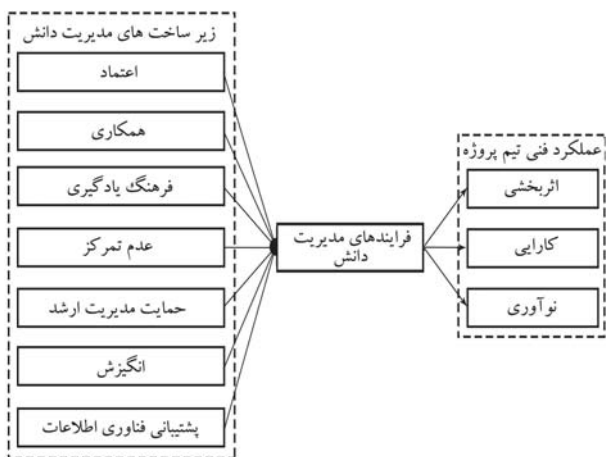 زیر ساخت های مدیریت دانش
اعتماد
همکاری
فرهنگ یادگیری
عدم تمرکز
حمایت مدیریت ارشد
انگیزش
پشتیبانی فناوری اطلاعات
فرایندهای مدیریت
دانش
عملکرد فنی تیم پروژه
اثربخشی
کارایی
نوآوری